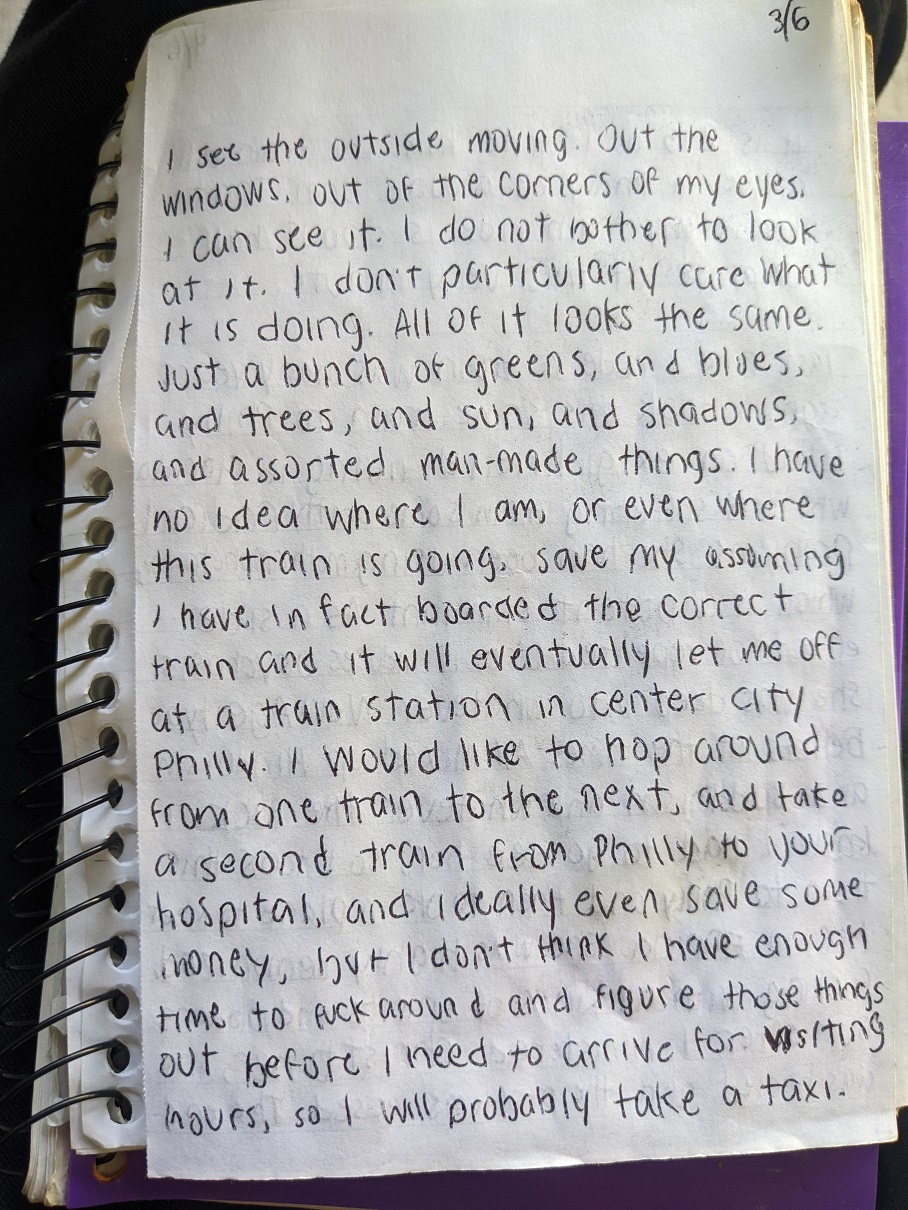 3/6
I see the outside moving. Out the
windows, out of the corners of my eyes.
I can see it. I do not bother to look
at it. I don't particularly care what
it is doing. All of it looks the same.
Just a bunch of greens, and blues,
and trees, and sun, and shadows,
and assorted man-made things. I have
no idea where I am, or even where
this train is going, save my assuming
I have in fact boarded the correct
train and it will eventually let me off
at a train station in center city
Philly. I would like to hop around
from one train to the next, and take
a second train from Philly to your
hospital, and ideally even save some
money, but I don't think I have enough
time to fuck around and figure those things
out before I need to arrive for visiting
hours, so I will probably take a taxi.